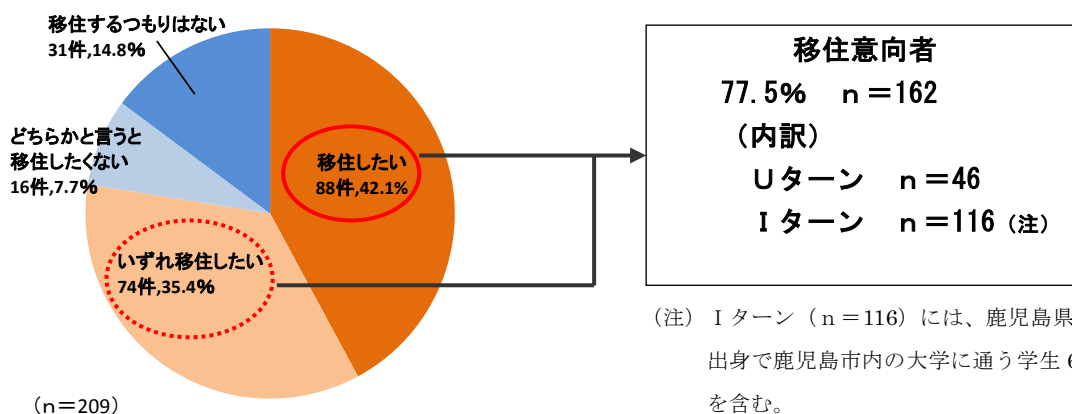 移住するつもりはない
31件,14.8%
どちらかと言うと
移住したくない
16件,7.7%
移住したい
88件,42.1%
いずれ移住したい
74件,35.4%
（n＝209）
移住意向者
77.5%　n＝162
（内訳）
Uターン　n＝46
Iターン　n＝116（注）
（注）Iターン（n＝116）には、鹿児島県
出身で鹿児島市内の大学に通う学生 6
を含む。